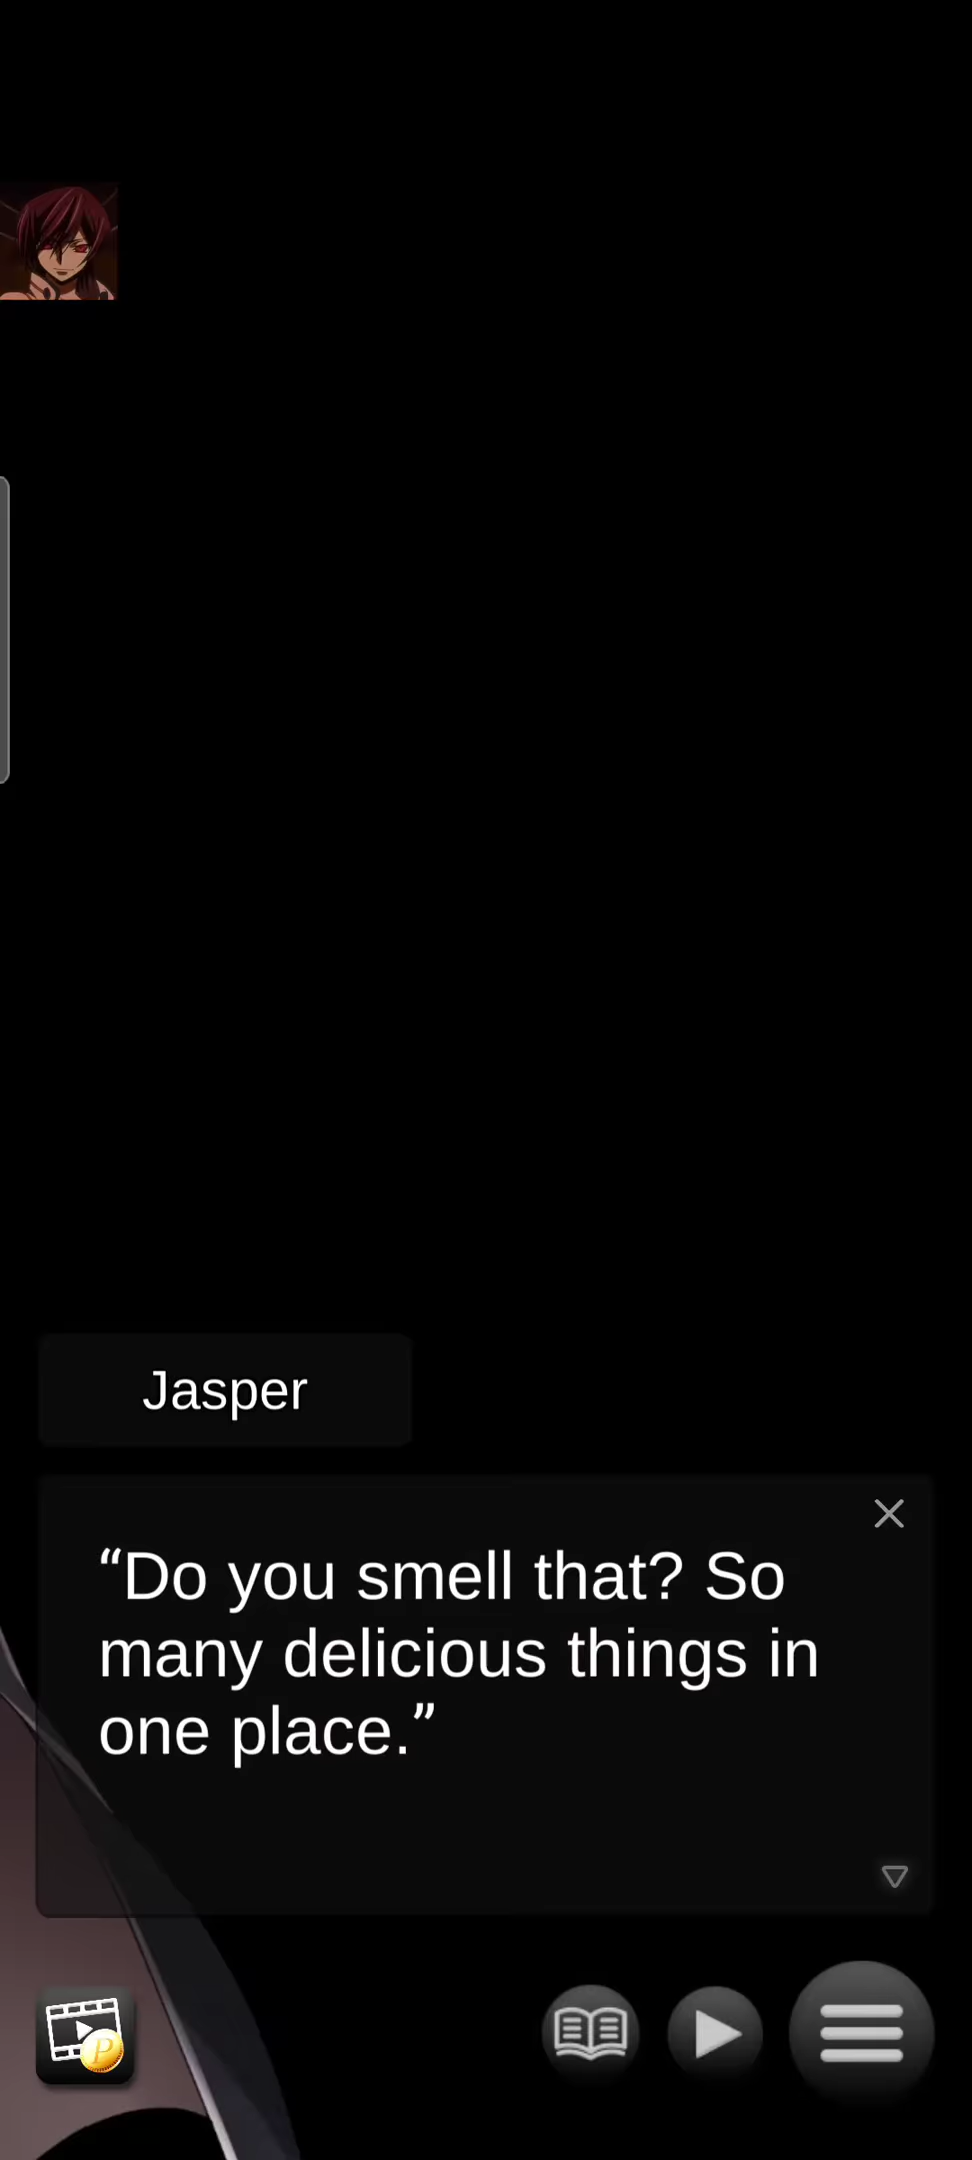 Jasper
“Do you smell that? So
many delicious things in
one place.”
P